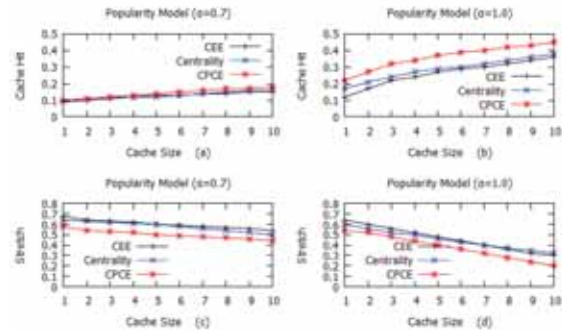 Popularity Model (α=0.7)
Cache Hit
0.5
0.4
0.3
0.2
0.1
0
CEE
Centrality
CPCE
1 2 3 4 5 6 7 8 9 10
Cache Size (a)
Popularity Model (α=1.0)
Cache Hit
0.5
0.4
0.3
0.2
0.1
0
CEE
Centrality
CPCE
1 2 3 4 5 6 7 8 9 10
Cache Size (b)
Popularity Model (α=0.7)
Stretch
0.8
0.7
0.6
0.5
0.4
0.3
0.2
0.1
0
CEE
Centrality
CPCE
1 2 3 4 5 6 7 8 9 10
Cache Size (c)
Popularity Model (α=1.0)
Stretch
0.8
0.7
0.6
0.5
0.4
0.3
0.2
0.1
0
CEE
Centrality
CPCE
1 2 3 4 5 6 7 8 9 10
Cache Size (d)